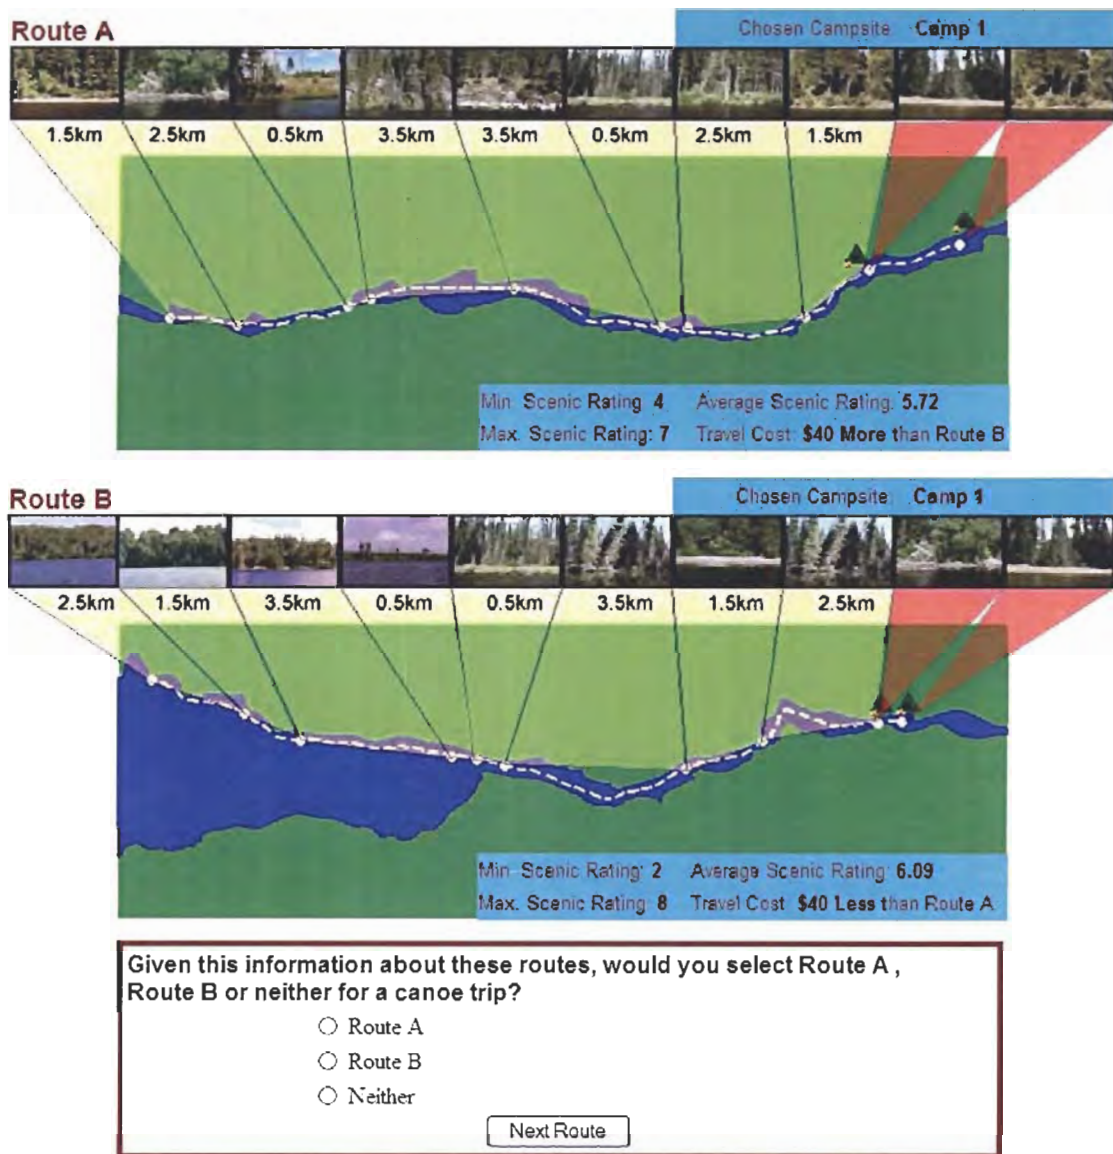 Route A
Chosen Campsite Camp 1
1.5km 2.5km 0.5km 3.5km 3.5km 0.5km 2.5km 1.5km
Min. Scenic Rating 4 Average Scenic Rating. 5.72
Max. Scenic Rating: 7 Travel Cost: $40 More than Route B
Route B
Chosen Campsite Camp 1
2.5km 1.5km 3.5km 0.5km 0.5km 3.5km 1.5km 2.5km
Min Scenic Rating: 2 Average Scenic Rating: 6.09
Max. Scenic Rating: 8 Travel Cost $40 Less than Route A
Given this information about these routes, would you select Route A ,
Route B or neither for a canoe trip?
Route A
Route B
Neither
Next Route